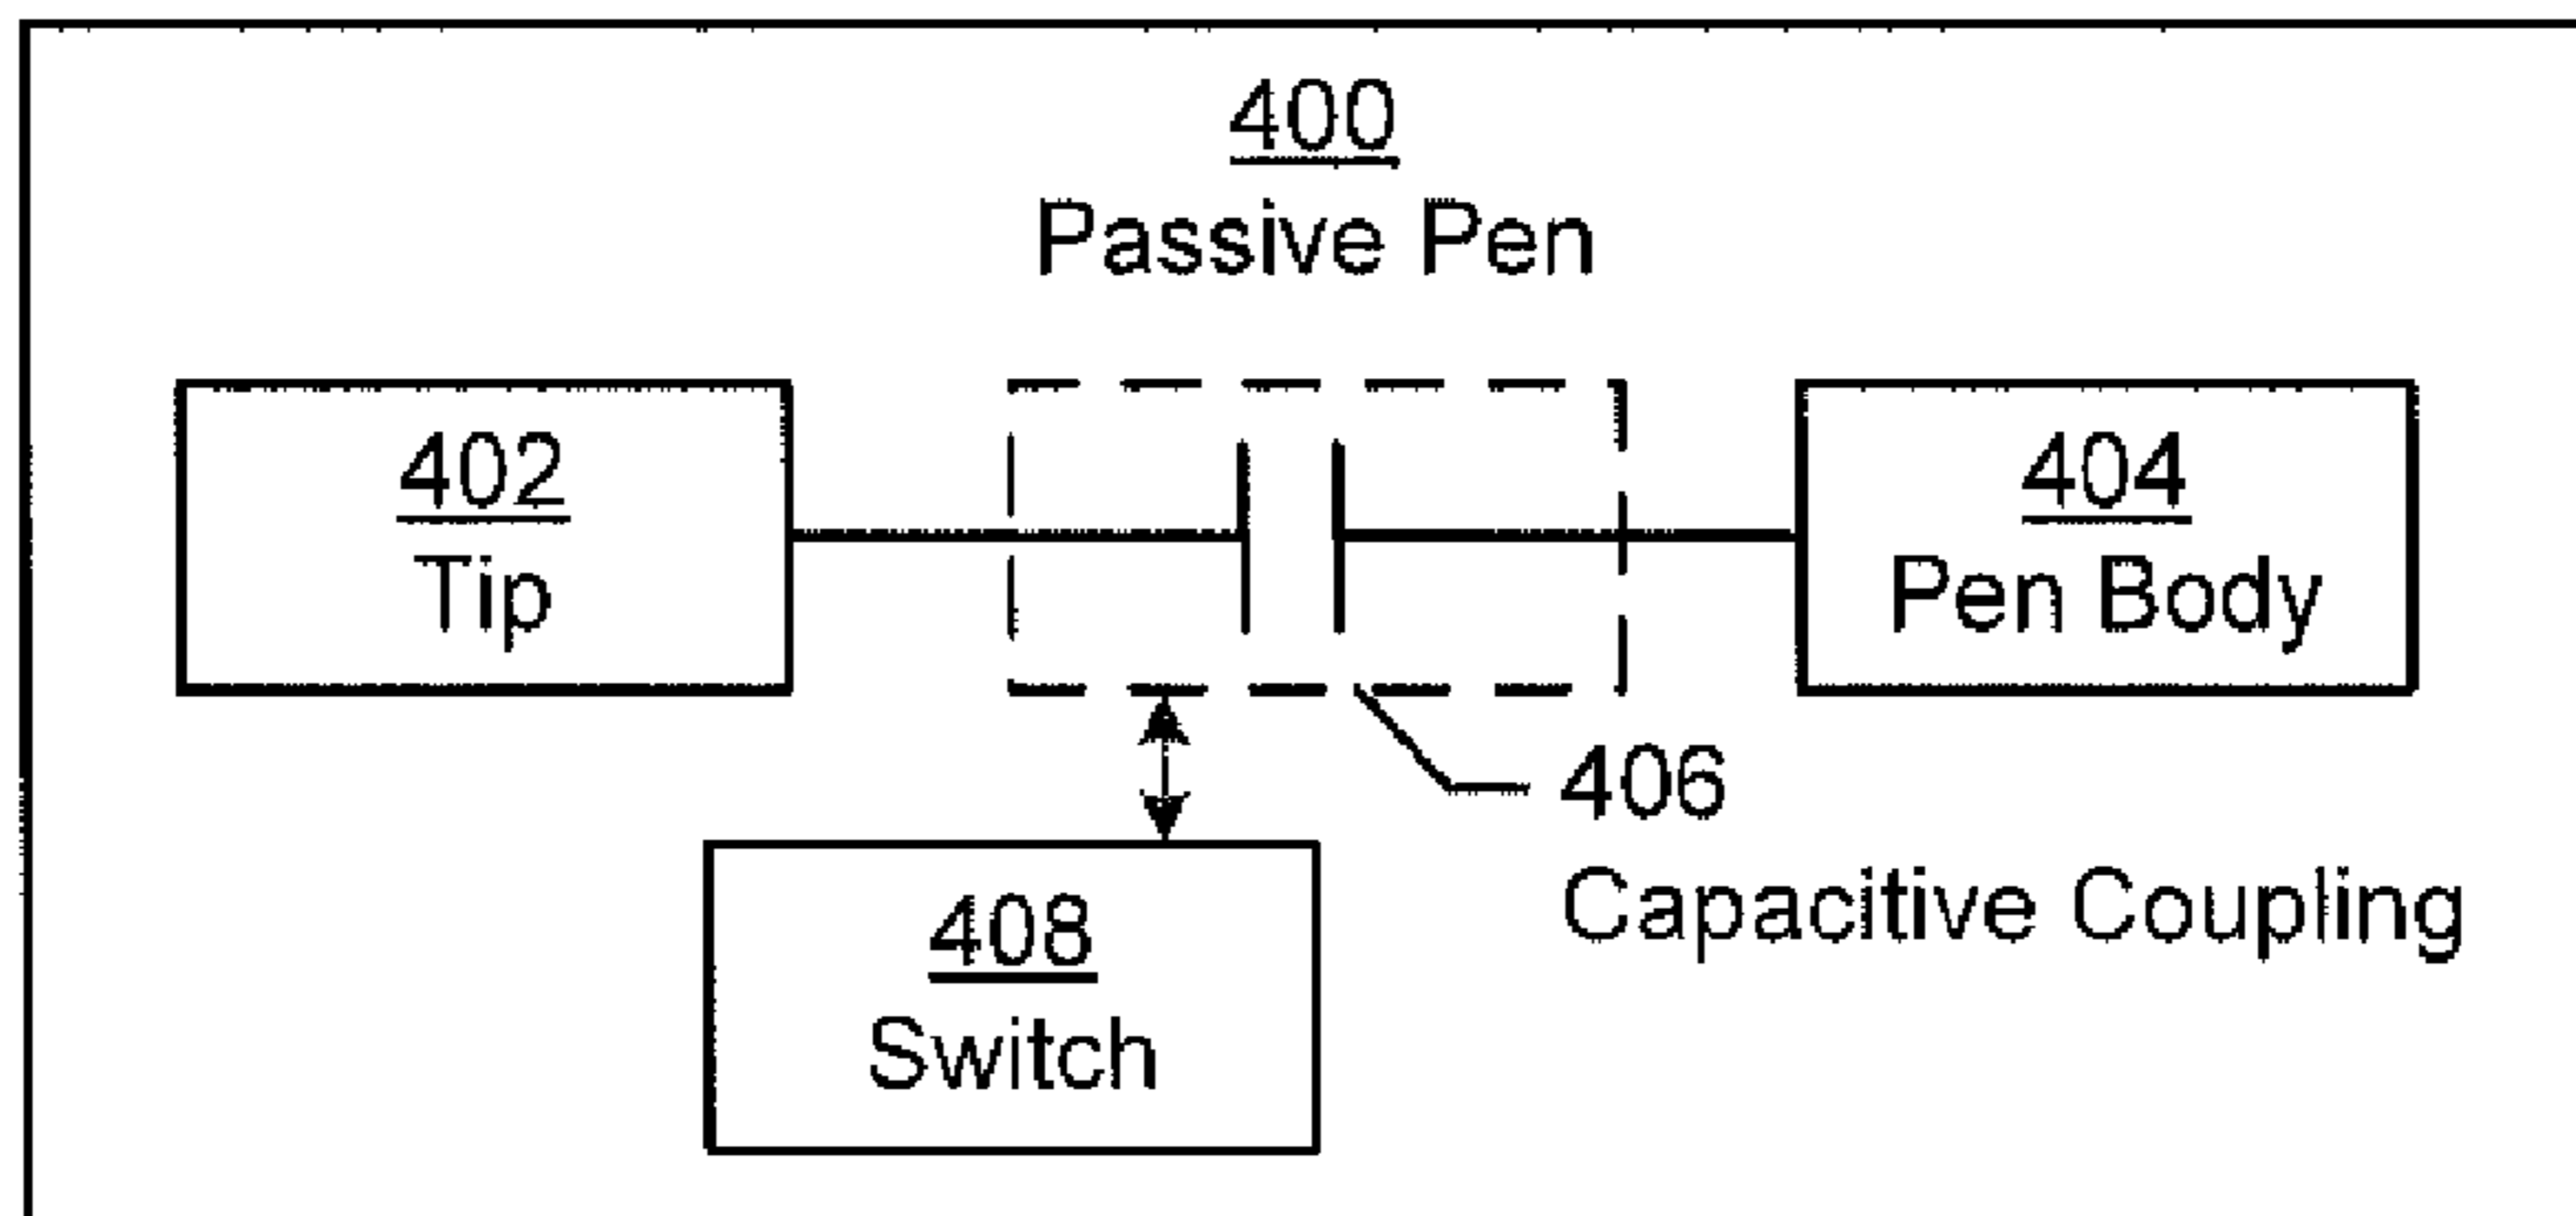 400
Passive Pen
402
Tip
404
Pen Body
406
Capacitive Coupling
408
Switch